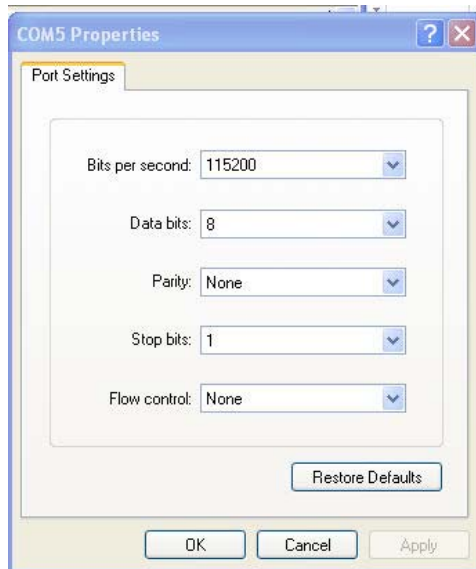 COM5 Properties
Port Settings
Bits per second: 115200
Data bits: 8
Parity: None
Stop bits: 1
Flow control: None
Restore Defaults
OK Cancel Apply